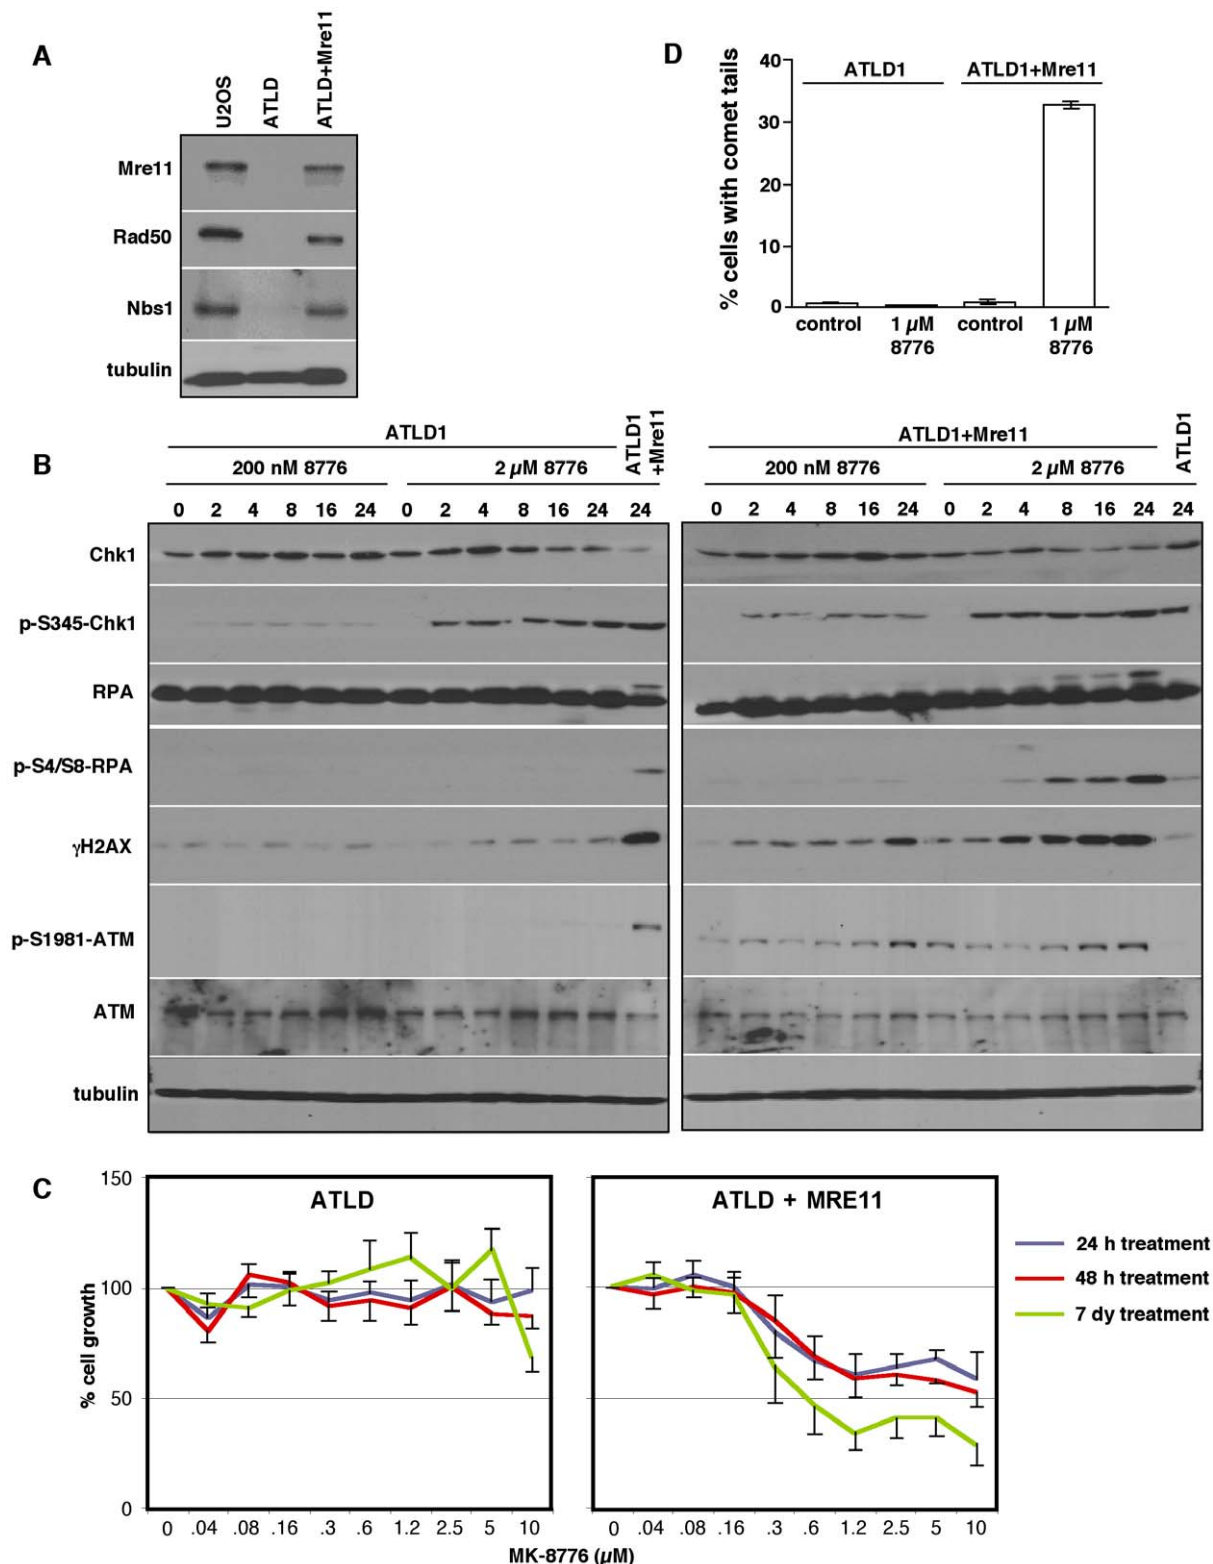 A
U2OS
ATLD
ATLD+Mre11
Mre11
Rad50
Nbs1
tubulin
D
% cells with comet tails
40
30
20
10
0
ATLD1
ATLD1+Mre11
control
1 µM
8776
control
1 µM
8776
B
ATLD1
ATLD1
+Mre11
200 nM 8776
2 µM 8776
0 2 4 8 16 24 0 2 4 8 16 24 24
ATLD1+Mre11
ATLD1
200 nM 8776
2 µM 8776
0 2 4 8 16 24 0 2 4 8 16 24 24
Chk1
p-S345-Chk1
RPA
p-S4/S8-RPA
γH2AX
p-S1981-ATM
ATM
tubulin
C
% cell growth
150
100
50
0
ATLD
0 .04 .08 .16 .3 .6 1.2 2.5 5 10
ATLD + MRE11
0 .04 .08 .16 .3 .6 1.2 2.5 5 10
MK-8776 (µM)
24 h treatment
48 h treatment
7 dy treatment